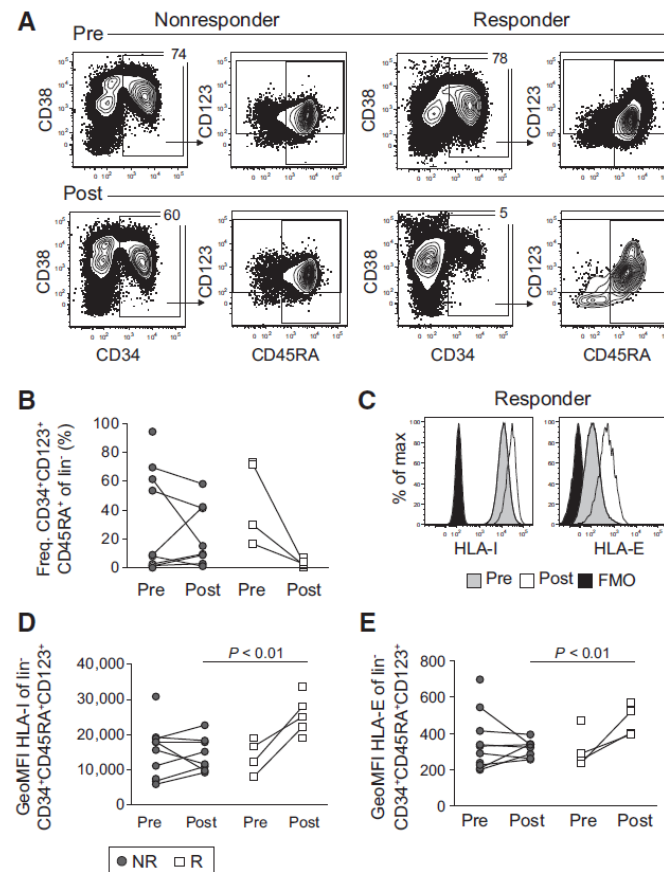 A
Nonresponder
Responder
Pre
74
78
CD38
CD123
CD38
CD123
Post
60
5
CD38
CD123
CD38
CD123
CD34
CD45RA
CD34
CD45RA
B
Freq. CD34⁺CD123⁺
CD45RA⁺ of lin⁻ (%)
100
80
60
40
20
0
Pre
Post
Pre
Post
C
Responder
% of max
HLA-I
HLA-E
Pre
Post
FMO
D
P < 0.01
GeoMFI HLA-I of lin⁻
CD34⁺CD45RA⁺CD123⁺
40,000
30,000
20,000
10,000
0
Pre
Post
Pre
Post
NR
R
E
P < 0.01
GeoMFI HLA-E of lin⁻
CD34⁺CD45RA⁺CD123⁺
800
600
400
200
0
Pre
Post
Pre
Post